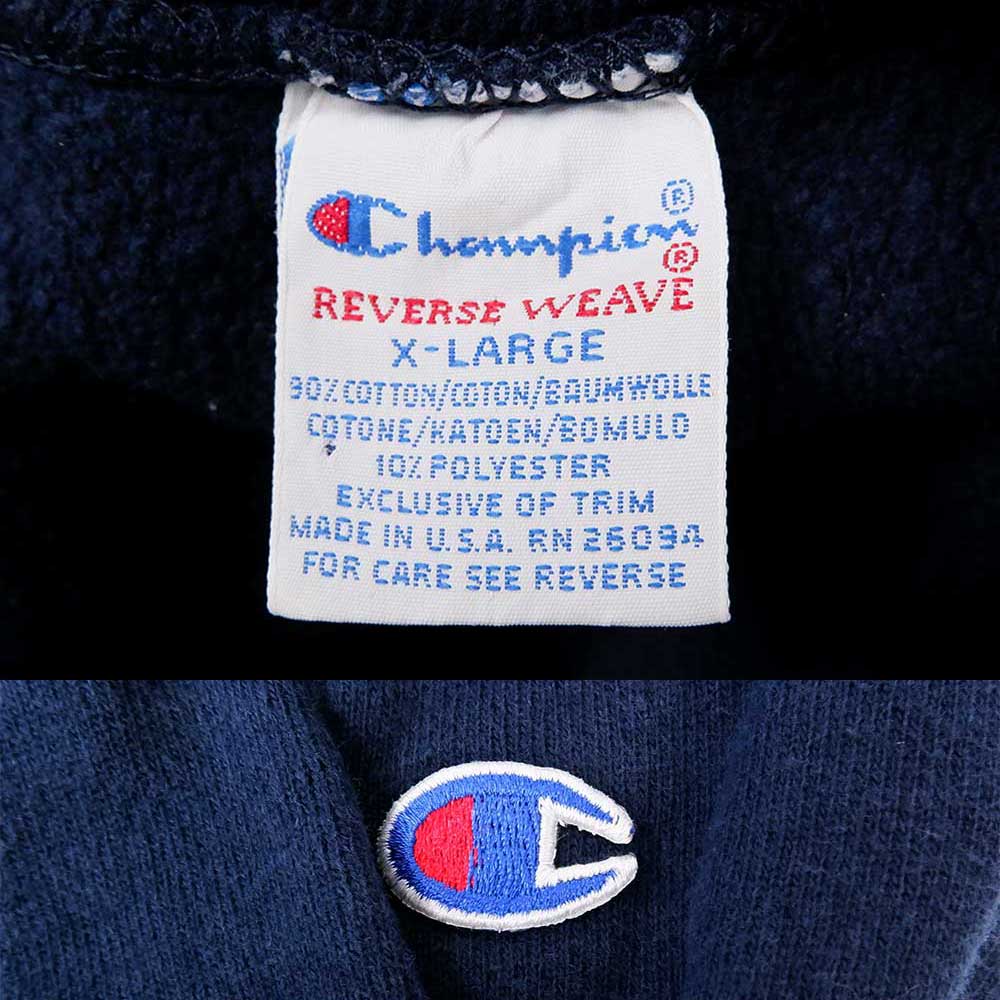 Champion®
REVERSE WEAVE®
X-LARGE
90% COTTON/COTON/BAUMWOLLE
COTONE/KATOEN/BOMULD
10% POLYESTER
EXCLUSIVE OF TRIM
MADE IN U.S.A. RN 26094
FOR CARE SEE REVERSE